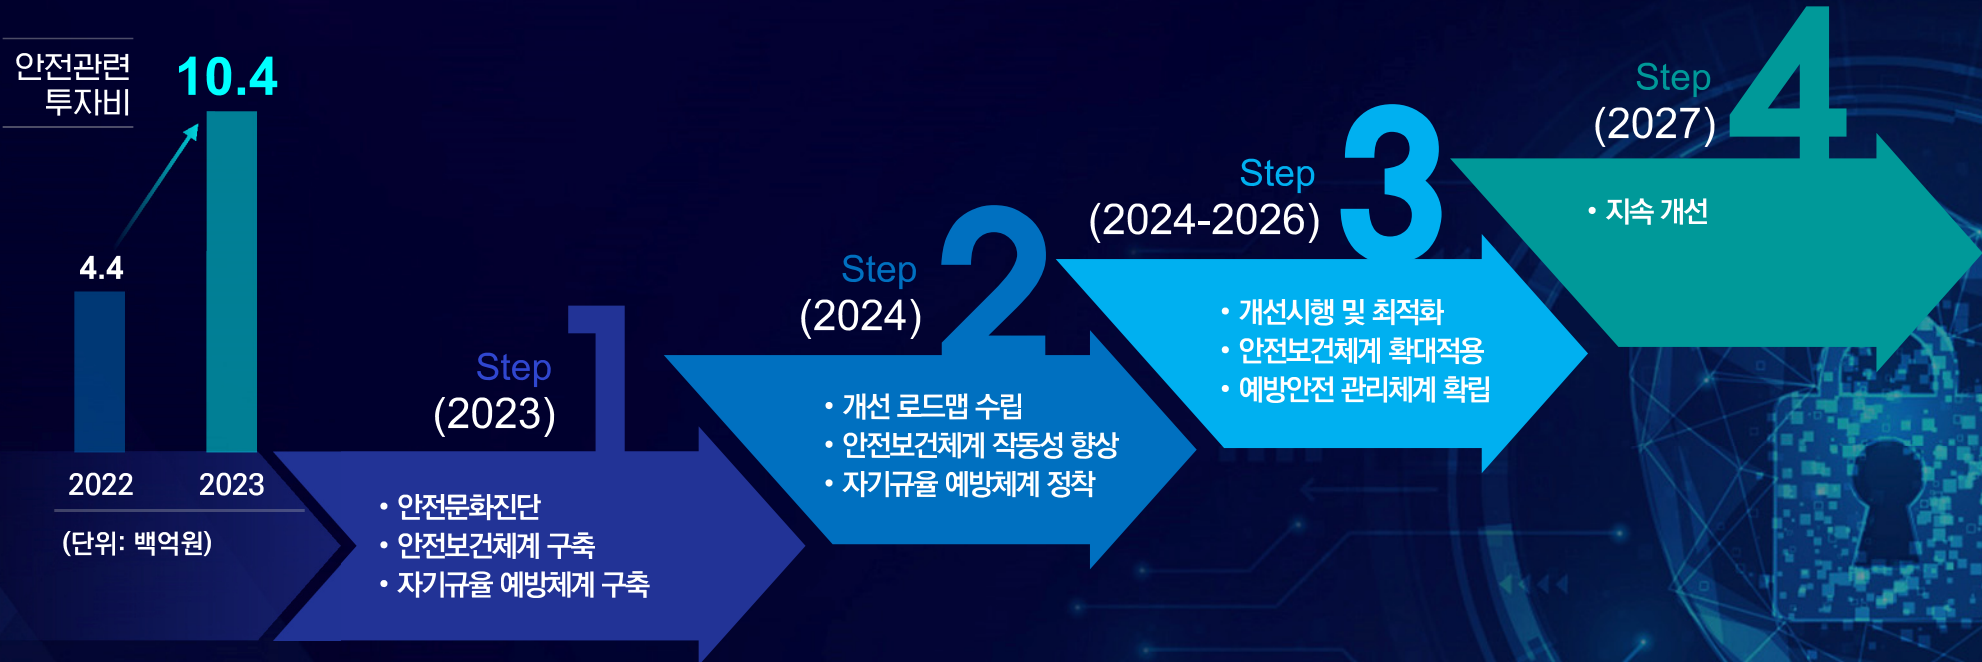 안전관련
투자비
10.4
4.4
2022
2023
(단위: 백억원)
Step 1
(2023)
• 안전문화진단
• 안전보건체계 구축
• 자기규율 예방체계 구축
Step 2
(2024)
• 개선 로드맵 수립
• 안전보건체계 작동성 향상
• 자기규율 예방체계 정착
Step 3
(2024-2026)
• 개선시행 및 최적화
• 안전보건체계 확대적용
• 예방안전 관리체계 확립
Step 4
(2027)
• 지속 개선